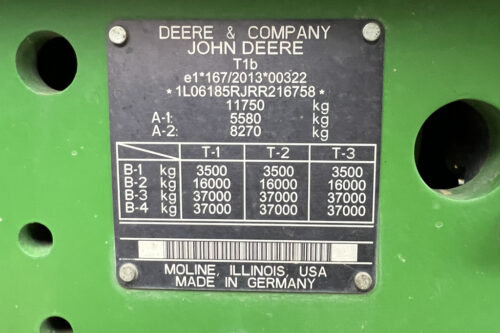 DEERE & COMPANY
JOHN DEERE
T1b
e1*167/2013*00322
*1L06185RJRR216758*
11750 kg
A-1: 5580 kg
A-2: 8270 kg
T-1 T-2 T-3
B-1 kg 3500 3500 3500
B-2 kg 16000 16000 16000
B-3 kg 37000 37000 37000
B-4 kg 37000 37000 37000
MOLINE, ILLINOIS, USA
MADE IN GERMANY